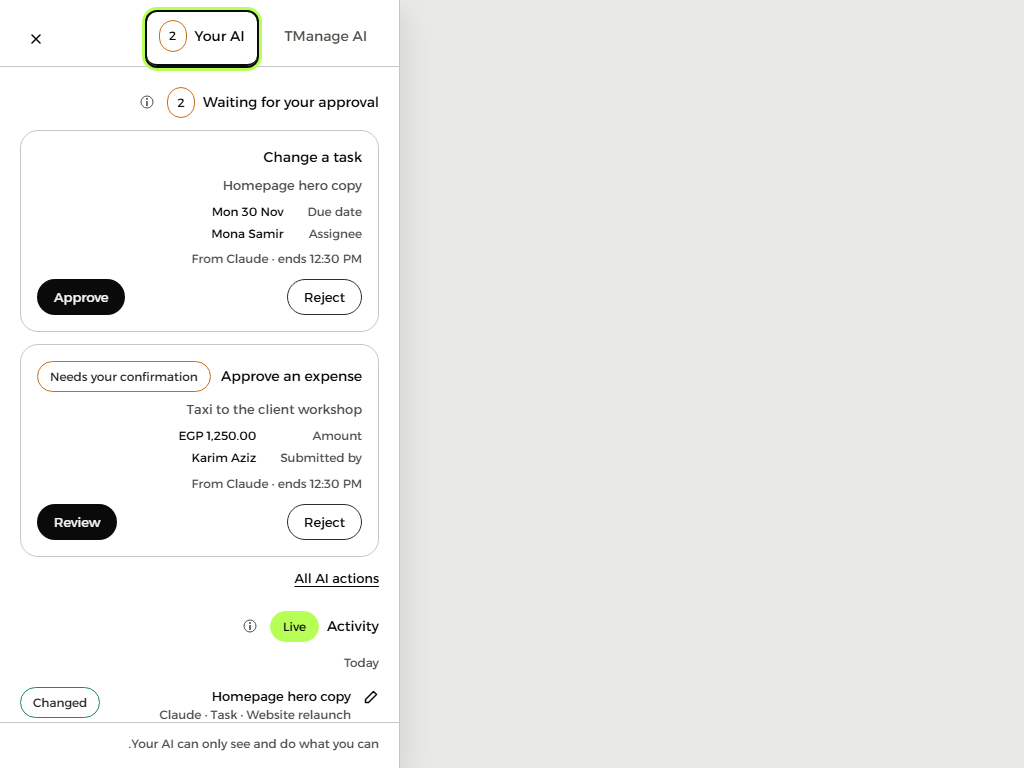 TManage AI
2 Your AI
Waiting for your approval 2
Change a task
Homepage hero copy
Due date Mon 30 Nov
Assignee Mona Samir
From Claude · ends 12:30 PM
Reject
Approve
Approve an expense
Needs your confirmation
Taxi to the client workshop
Amount EGP 1,250.00
Submitted by Karim Aziz
From Claude · ends 12:30 PM
Reject
Review
All AI actions
Activity Live
Today
Homepage hero copy
Changed
Claude · Task · Website relaunch
.Your AI can only see and do what you can